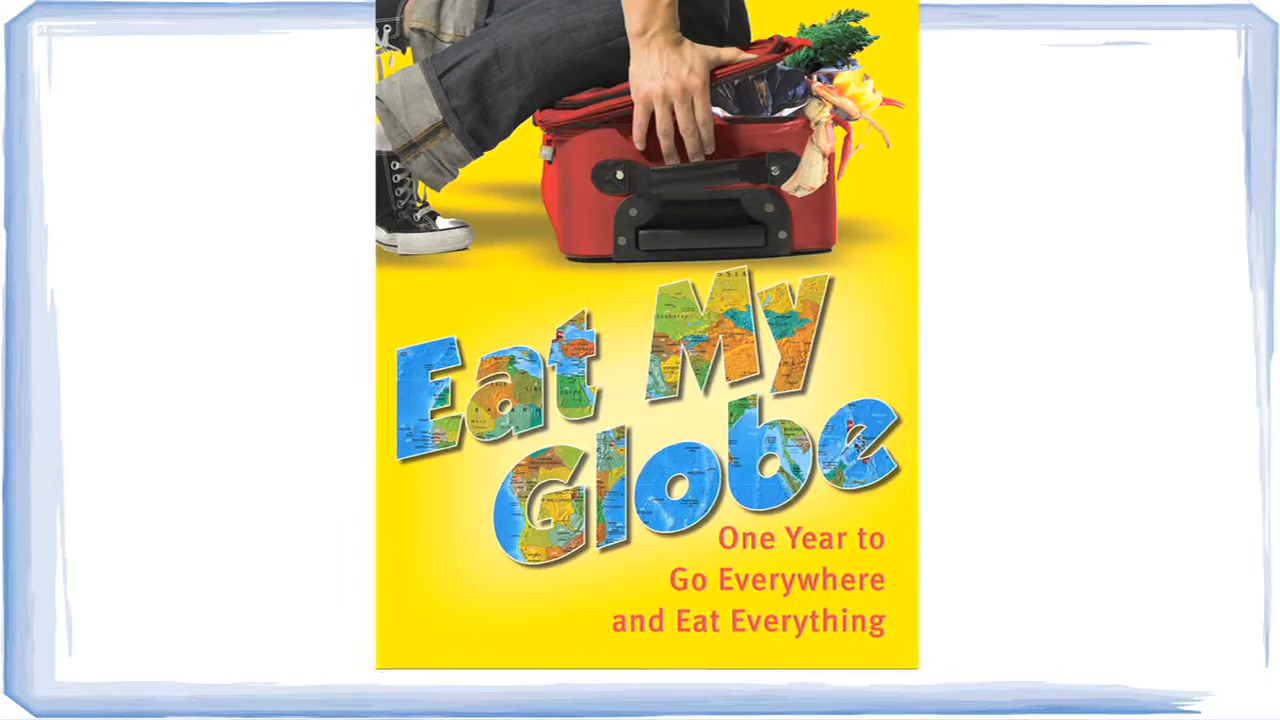 Eat My
Globe
One Year to
Go Everywhere
and Eat Everything